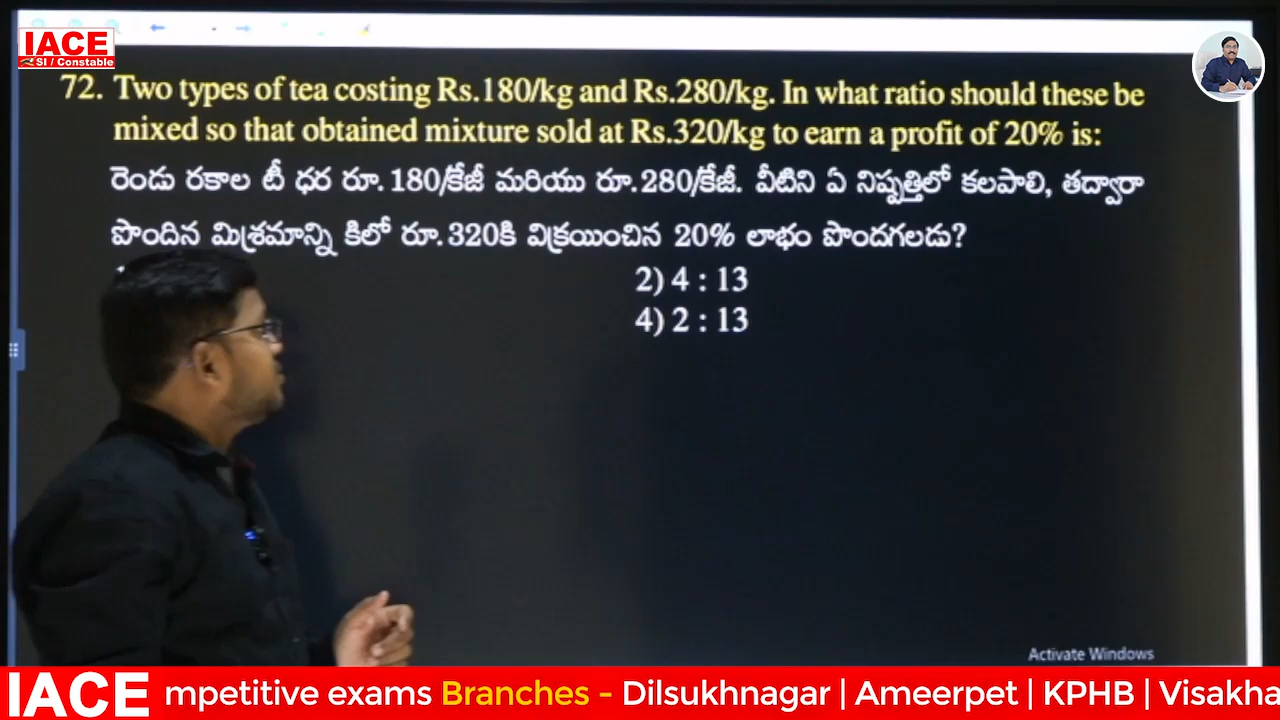 IACE
SI / Constable
72. Two types of tea costing Rs.180/kg and Rs.280/kg. In what ratio should these be
mixed so that obtained mixture sold at Rs.320/kg to earn a profit of 20% is:
రెండు రకాల టీ ధర రూ.180/కేజీ మరియు రూ.280/కేజీ. వీటిని ఏ నిష్పత్తిలో కలపాలి, తద్వారా
పొందిన మిశ్రమాన్ని కిలో రూ.320కి విక్రయించిన 20% లాభం పొందగలడు?
2) 4 : 13
4) 2 : 13
Activate Windows
IACE mpetitive exams Branches - Dilsukhnagar | Ameerpet | KPHB | Visakha